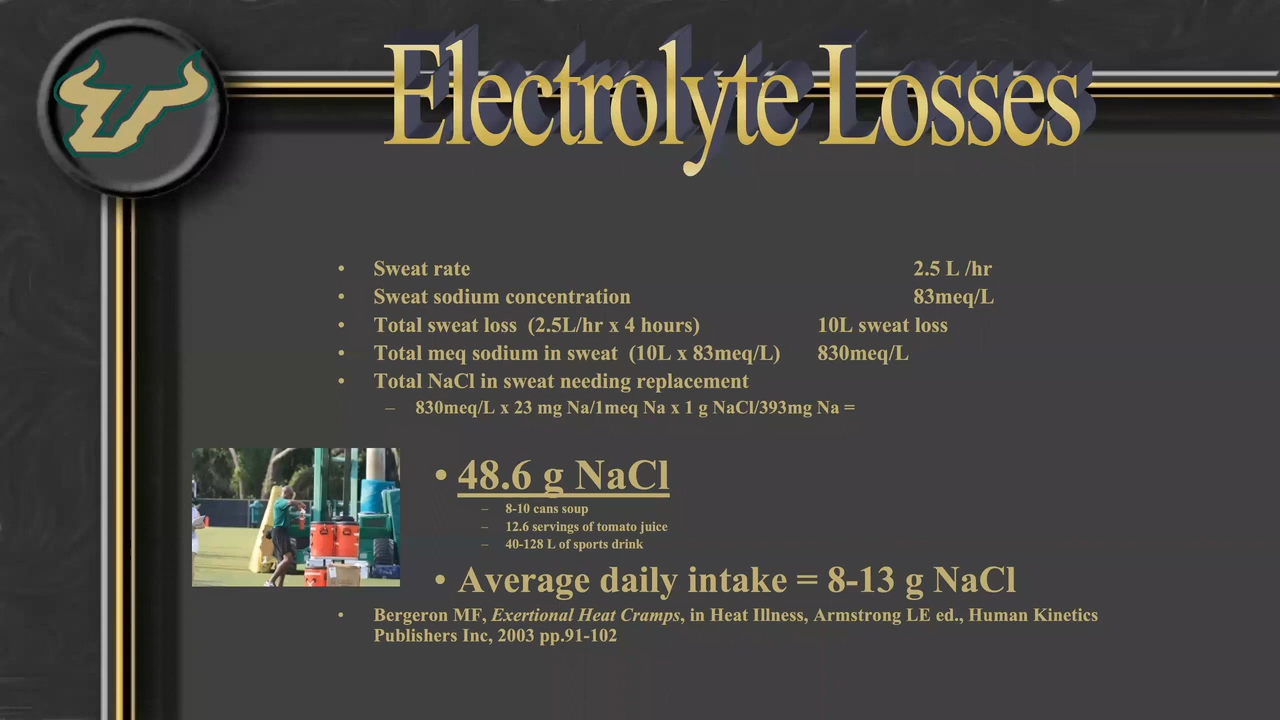 Electrolyte Losses
• Sweat rate 2.5 L /hr
• Sweat sodium concentration 83meq/L
• Total sweat loss (2.5L/hr x 4 hours) 10L sweat loss
• Total meq sodium in sweat (10L x 83meq/L) 830meq/L
• Total NaCl in sweat needing replacement
– 830meq/L x 23 mg Na/1meq Na x 1 g NaCl/393mg Na =
• 48.6 g NaCl
– 8-10 cans soup
– 12.6 servings of tomato juice
– 40-128 L of sports drink
• Average daily intake = 8-13 g NaCl
• Bergeron MF, Exertional Heat Cramps, in Heat Illness, Armstrong LE ed., Human Kinetics
Publishers Inc, 2003 pp.91-102